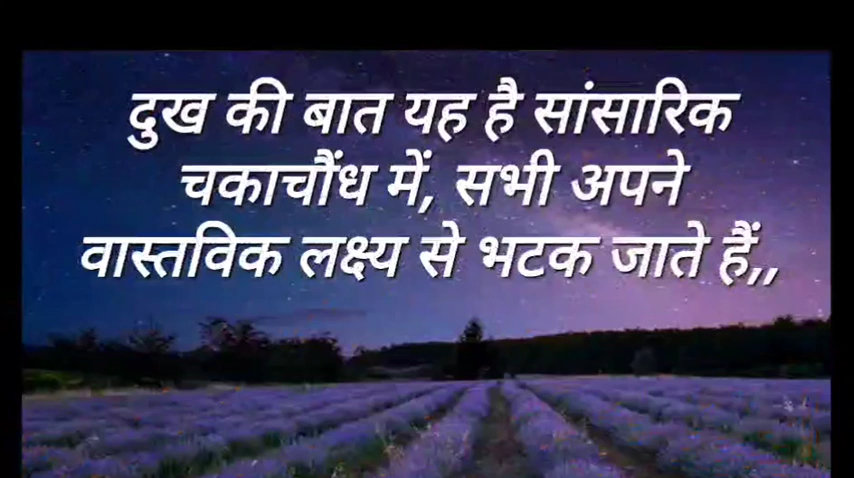 दुख की बात यह है सांसारिक
चकाचौंध में, सभी अपने
वास्तविक लक्ष्य से भटक जाते हैं,,